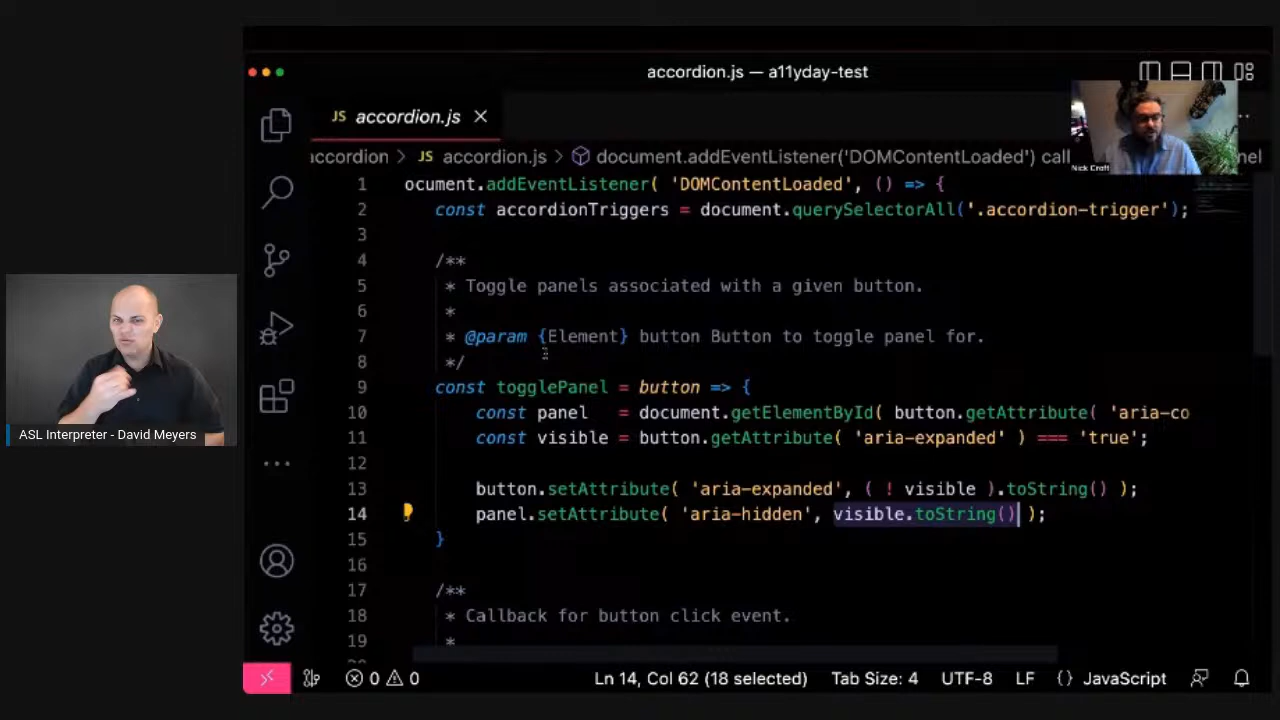 accordion.js — a11yday-test
JS accordion.js
accordion > JS accordion.js > document.addEventListener('DOMContentLoaded') call
Nick Croft
1 ocument.addEventListener( 'DOMContentLoaded', () => {
2 const accordionTriggers = document.querySelectorAll('.accordion-trigger');
3
4 /**
5 * Toggle panels associated with a given button.
6 *
7 * @param {Element} button Button to toggle panel for.
8 */
9 const togglePanel = button => {
10 const panel = document.getElementById( button.getAttribute( 'aria-co
11 const visible = button.getAttribute( 'aria-expanded' ) === 'true';
12
13 button.setAttribute( 'aria-expanded', ( ! visible ).toString() );
14 panel.setAttribute( 'aria-hidden', visible.toString() );
15 }
16
17 /**
18 * Callback for button click event.
19 *
ASL Interpreter - David Meyers
0 0
Ln 14, Col 62 (18 selected) Tab Size: 4 UTF-8 LF {} JavaScript